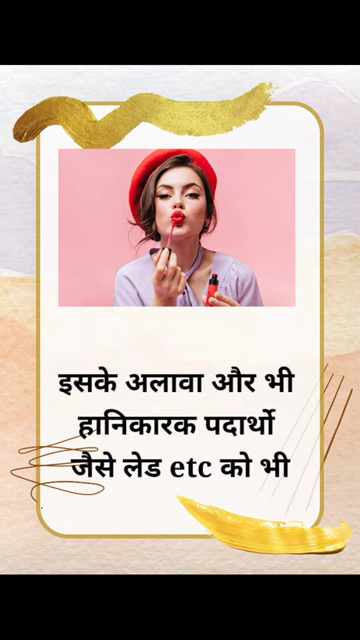 इसके अलावा और भी
हानिकारक पदार्थो
जैसे लेड etc को भी